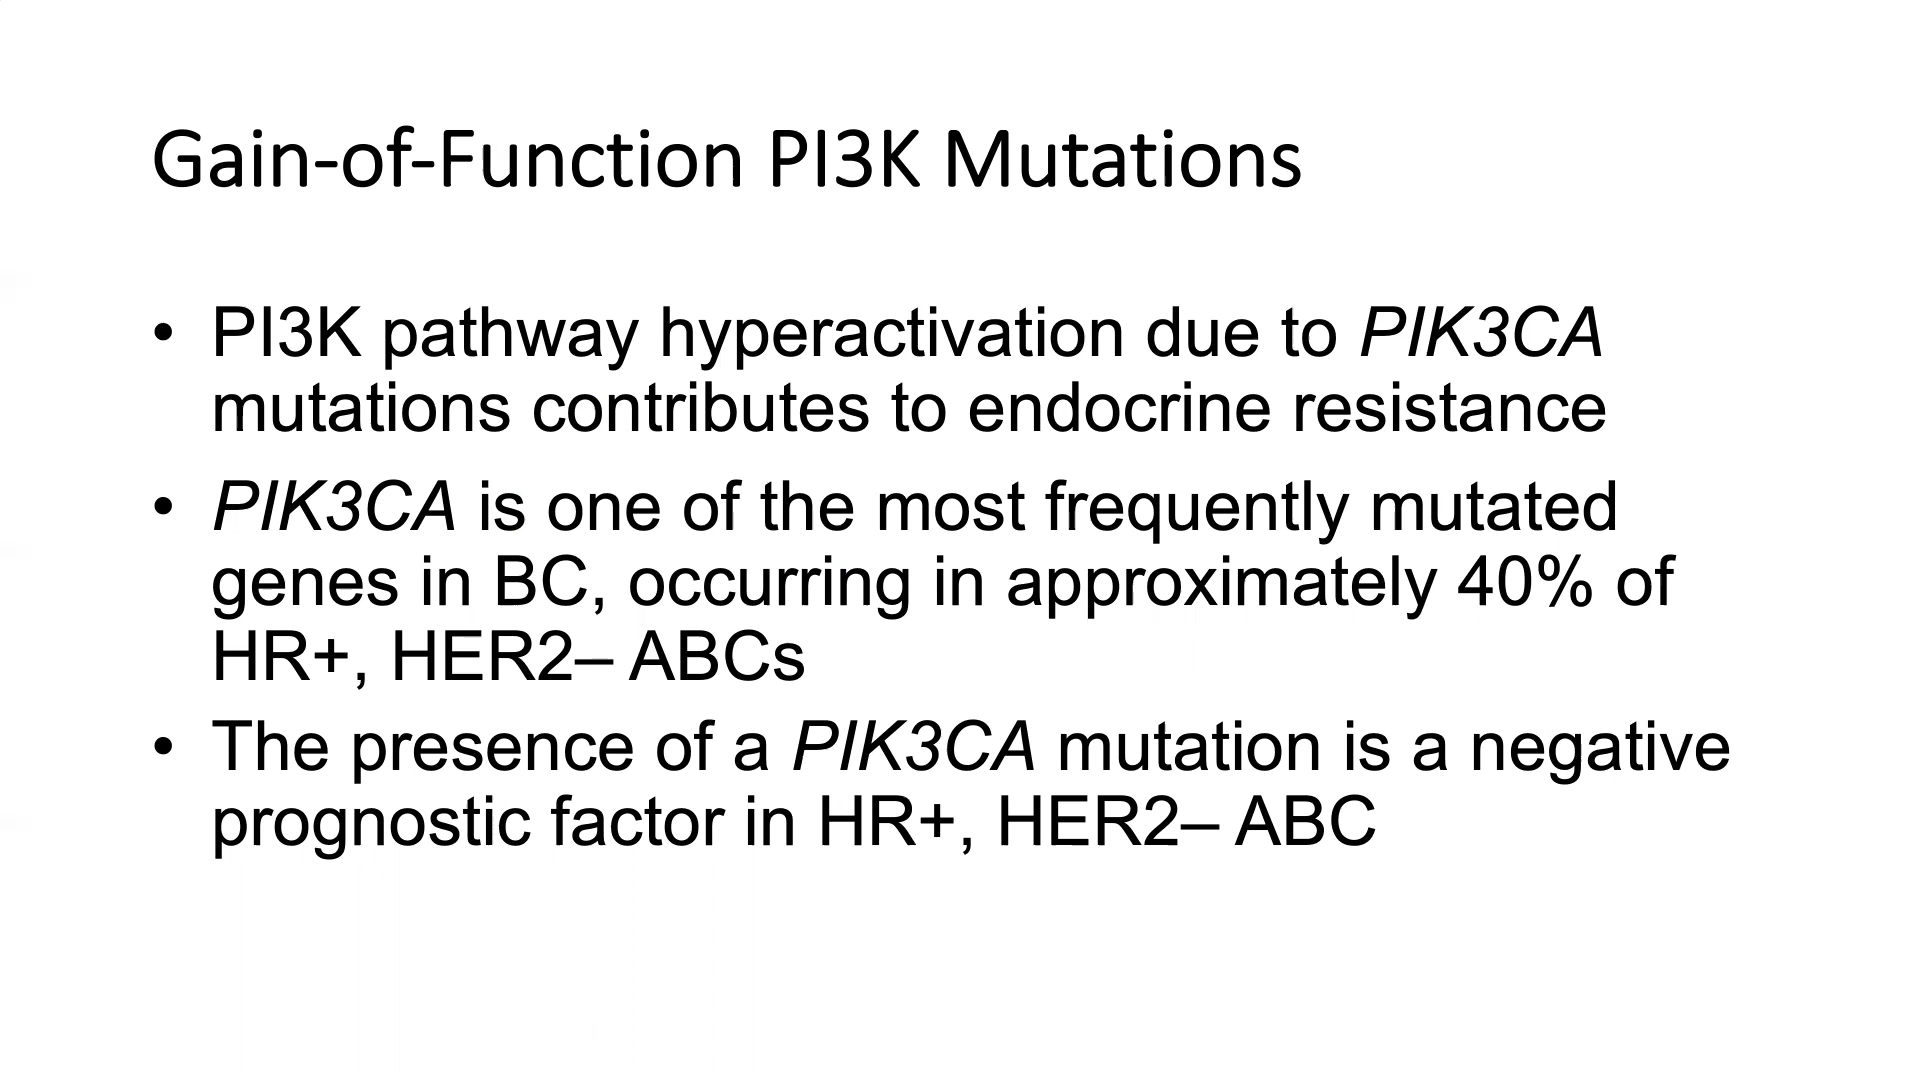 Gain-of-Function PI3K Mutations
• PI3K pathway hyperactivation due to PIK3CA
mutations contributes to endocrine resistance
• PIK3CA is one of the most frequently mutated
genes in BC, occurring in approximately 40% of
HR+, HER2– ABCs
• The presence of a PIK3CA mutation is a negative
prognostic factor in HR+, HER2– ABC